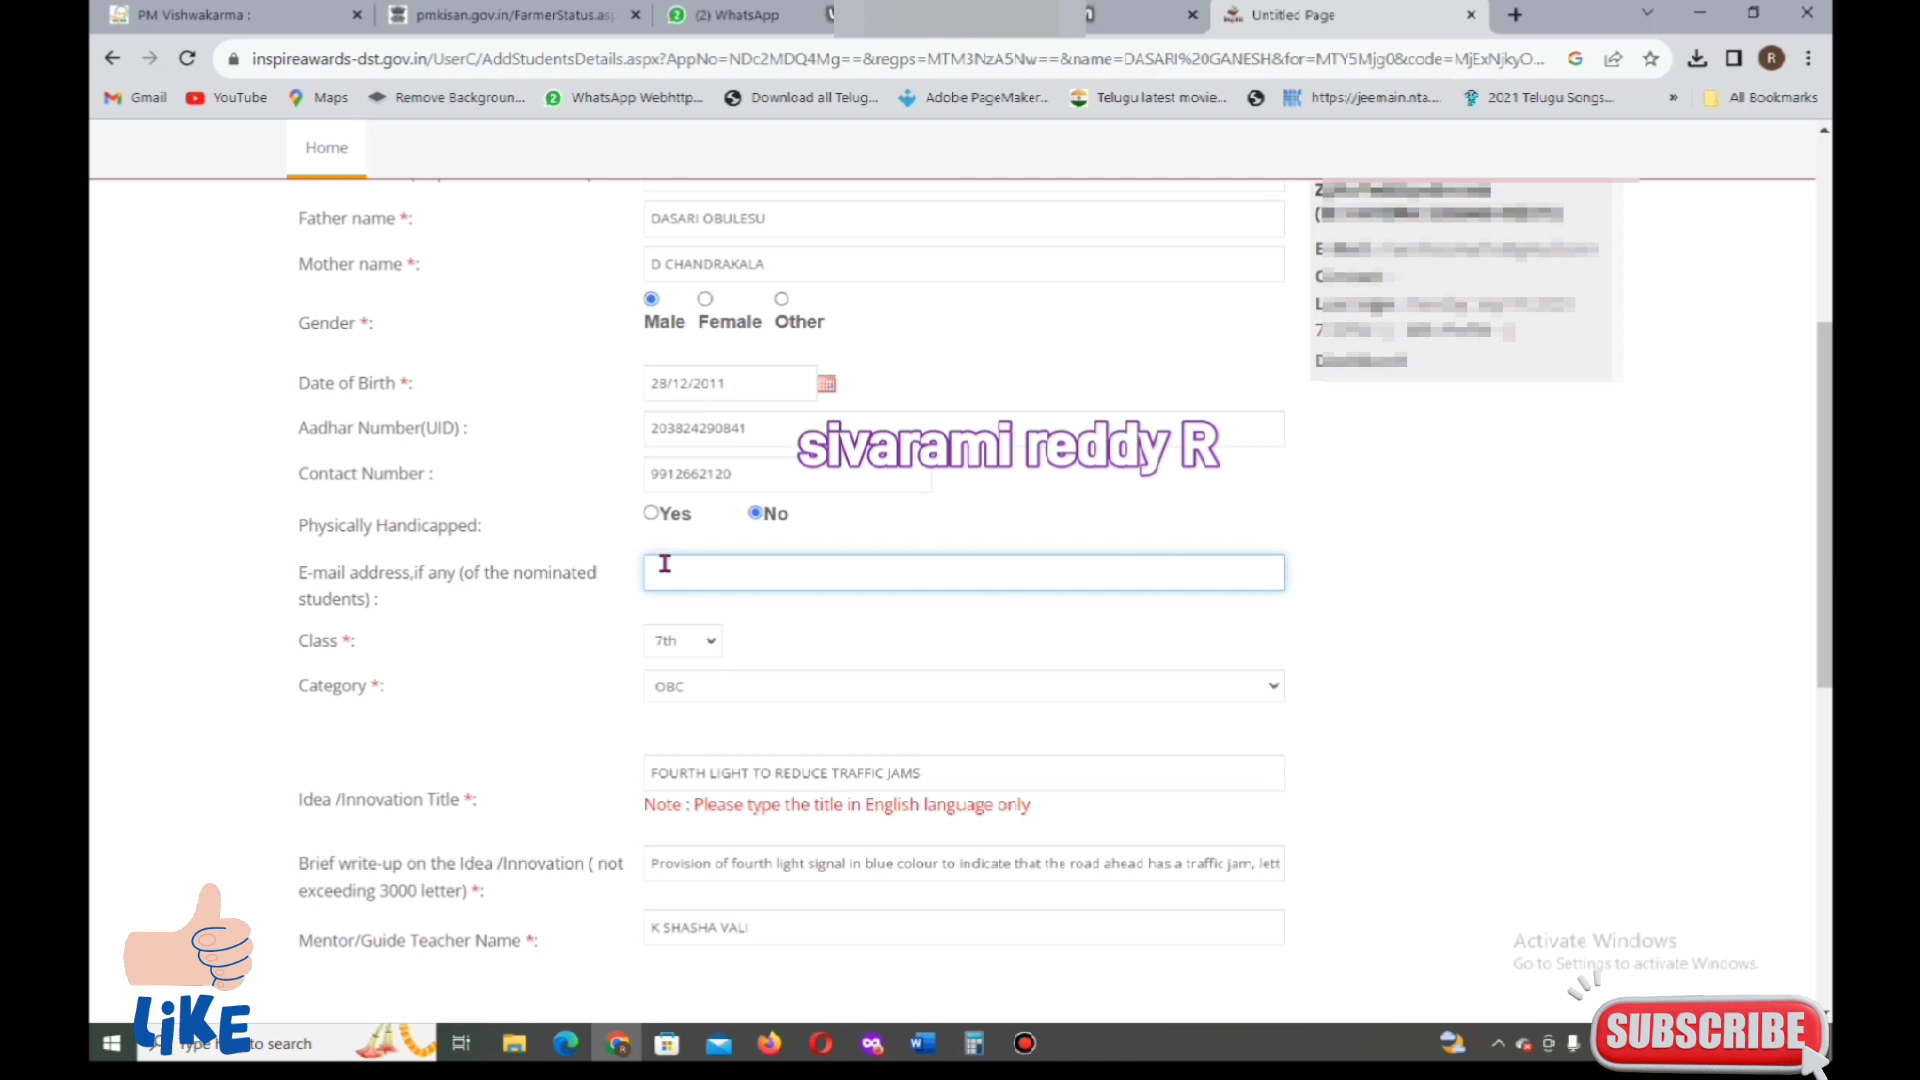 PM Vishwakarma :
pmkisan.gov.in/FarmerStatus.asp
(2) WhatsApp
Untitled Page
inspireawards-dst.gov.in/UserC/AddStudentsDetails.aspx?AppNo=NDc2MDQ4Mg==&regps=MTM3NzA5Nw==&name=DASARI%20GANESH&for=MTY5Mjg0&code=MjExNjkyO...
Gmail YouTube Maps Remove Backgroun... WhatsApp Webhttp... Download all Telug... Adobe PageMaker... Telugu latest movie... https://jeemain.nta.... 2021 Telugu Songs... » All Bookmarks
Home
Father name *: DASARI OBULESU
Mother name *: D CHANDRAKALA
Gender *: Male Female Other
Date of Birth *: 28/12/2011
Aadhar Number(UID) : 203824290841
sivarami reddy R
Contact Number : 9912662120
Physically Handicapped: Yes No
E-mail address,if any (of the nominated
students) :
Class *: 7th
Category *: OBC
FOURTH LIGHT TO REDUCE TRAFFIC JAMS
Idea /Innovation Title *:
Note : Please type the title in English language only
Brief write-up on the Idea /Innovation ( not
exceeding 3000 letter) *:
Provision of fourth light signal in blue colour to indicate that the road ahead has a traffic jam, lett
Mentor/Guide Teacher Name *: K SHASHA VALI
Activate Windows
Go to Settings to activate Windows.
LIKE
Type here to search
SUBSCRIBE